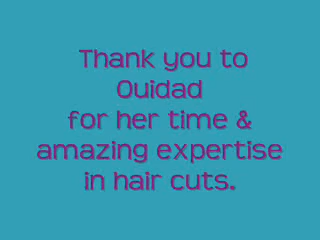 Thank you to
Ouidad
for her time &
amazing expertise
in hair cuts.